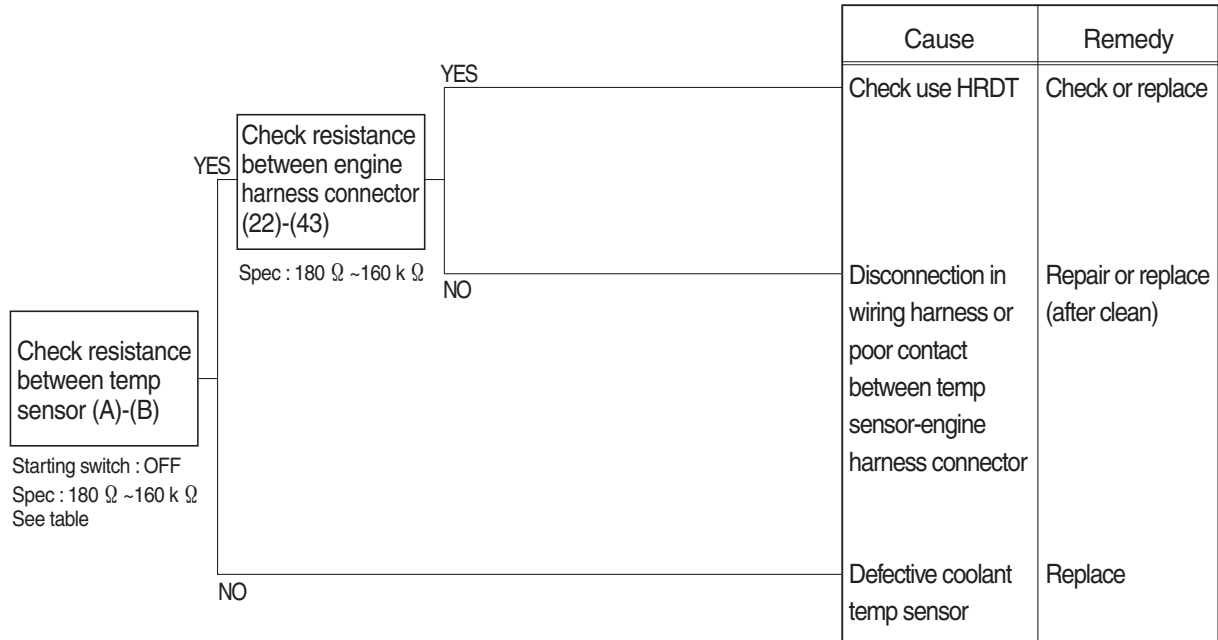 Cause
Remedy
YES
Check use HRDT
Check or replace
Check resistance
between engine
harness connector
(22)-(43)
YES
Spec : 180 Ω ~160 k Ω
NO
Disconnection in
wiring harness or
poor contact
between temp
sensor-engine
harness connector
Repair or replace
(after clean)
Check resistance
between temp
sensor (A)-(B)
Starting switch : OFF
Spec : 180 Ω ~160 k Ω
See table
NO
Defective coolant
temp sensor
Replace